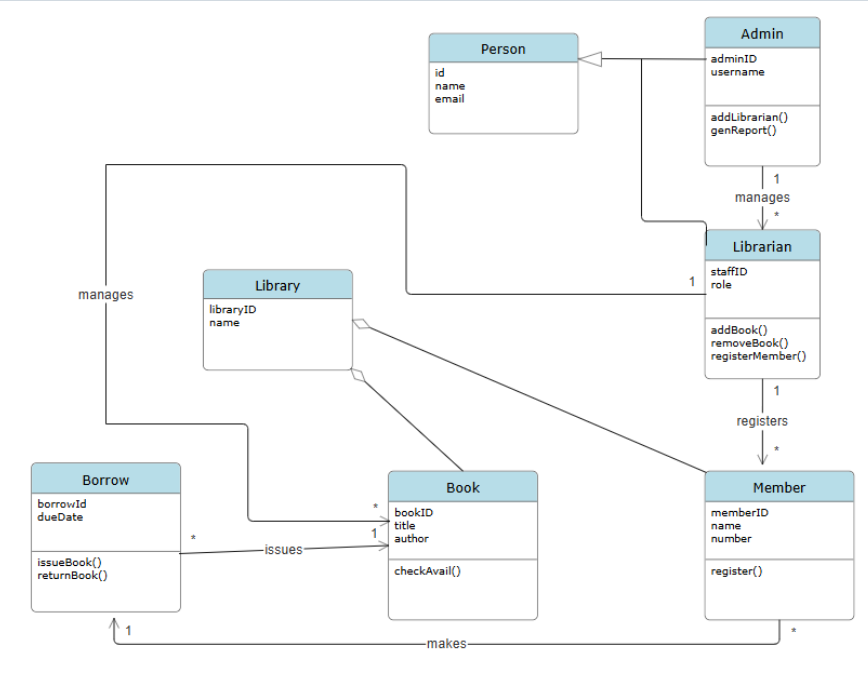 Person
id
name
email
Admin
adminID
username
addLibrarian()
genReport()
1
manages
*
Librarian
staffID
role
addBook()
removeBook()
registerMember()
1
manages
Library
libraryID
name
1
registers
*
Borrow
borrowId
dueDate
issueBook()
returnBook()
*
issues
*
1
Book
bookID
title
author
checkAvail()
Member
memberID
name
number
register()
1
makes
*